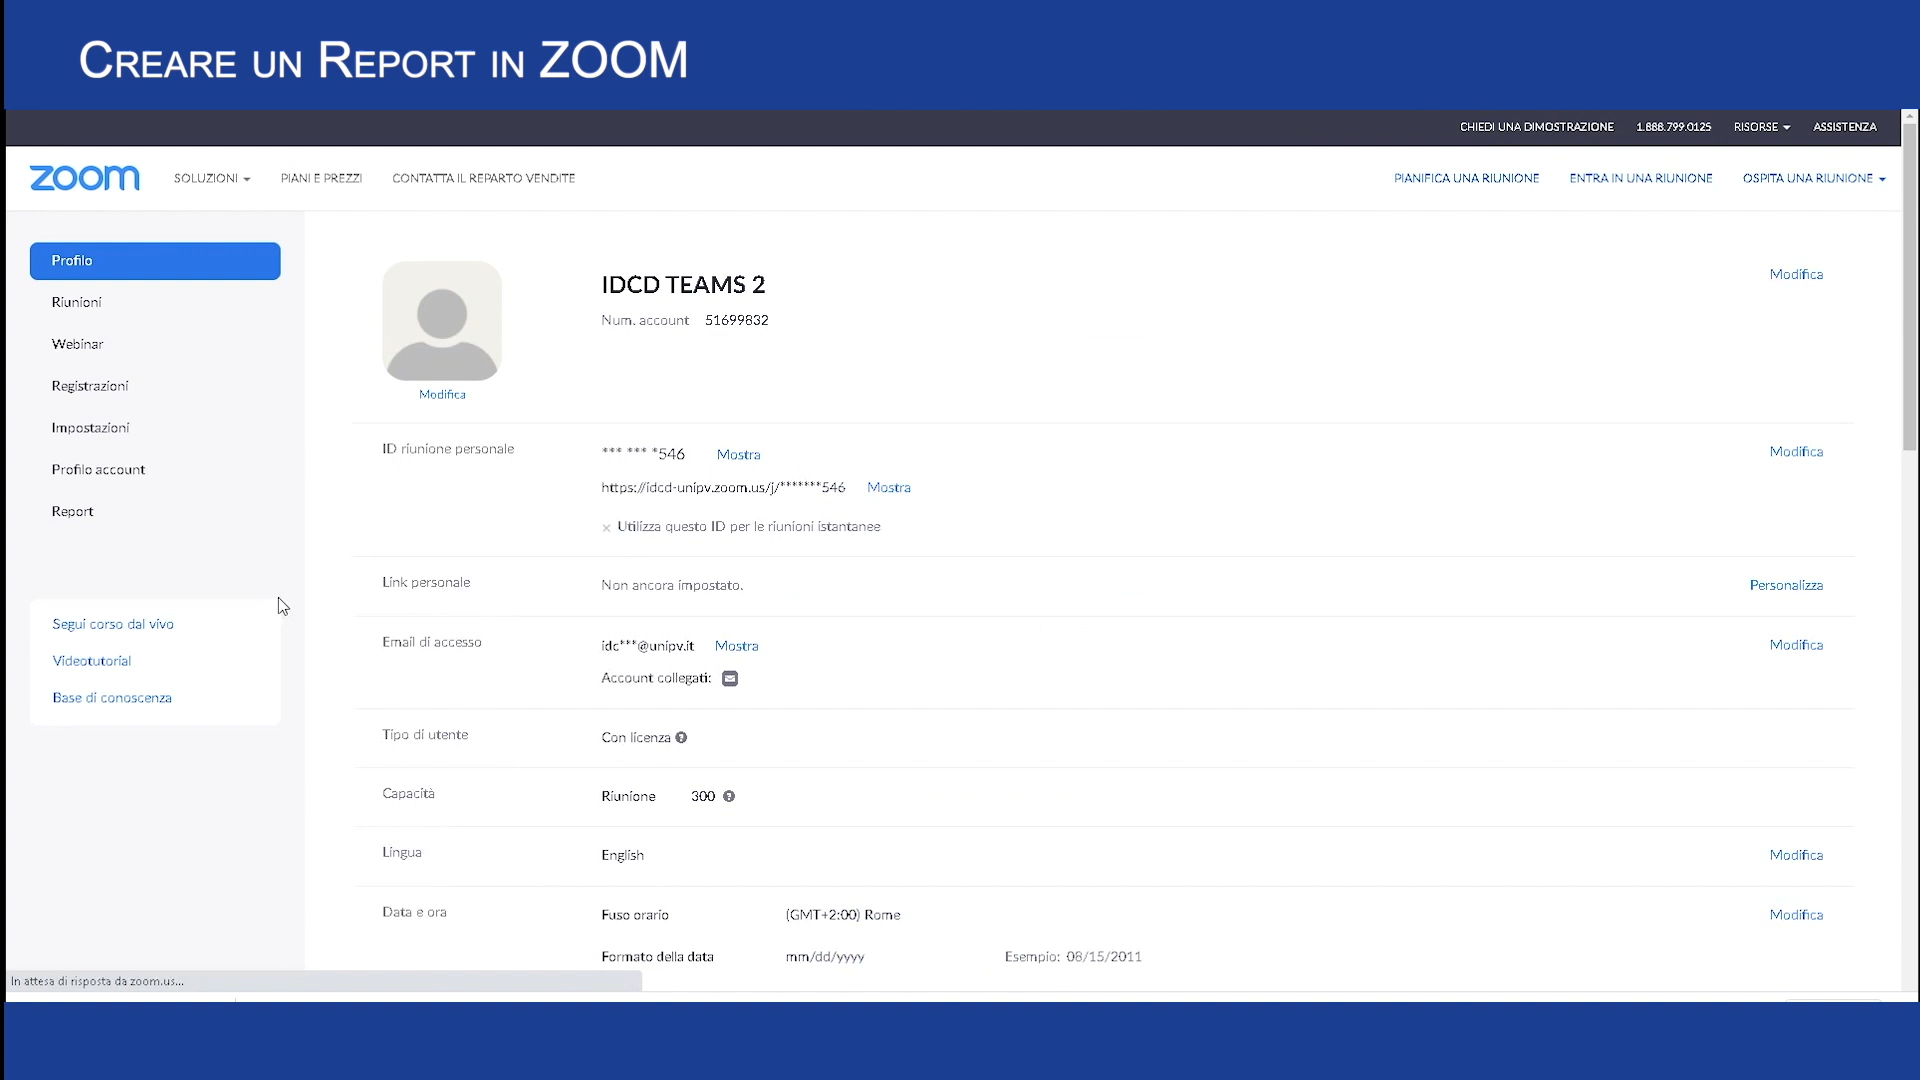 CREARE UN REPORT IN ZOOM
CHIEDI UNA DIMOSTRAZIONE 1.888.799.0125 RISORSE ASSISTENZA
zoom SOLUZIONI PIANI E PREZZI CONTATTA IL REPARTO VENDITE PIANIFICA UNA RIUNIONE ENTRA IN UNA RIUNIONE OSPITA UNA RIUNIONE
Profilo
Riunioni
Webinar
Registrazioni
Impostazioni
Profilo account
Report
Segui corso dal vivo
Videotutorial
Base di conoscenza
IDCD TEAMS 2 Modifica
Num. account 51699832
Modifica
ID riunione personale *** *** *546 Mostra Modifica
https://idcd-unipv.zoom.us/j/*******546 Mostra
× Utilizza questo ID per le riunioni istantanee
Link personale Non ancora impostato. Personalizza
Email di accesso idc***@unipv.it Mostra Modifica
Account collegati:
Tipo di utente Con licenza ?
Capacità Riunione 300 ?
Lingua English Modifica
Data e ora Fuso orario (GMT+2:00) Rome Modifica
Formato della data mm/dd/yyyy Esempio: 08/15/2011
In attesa di risposta da zoom.us...